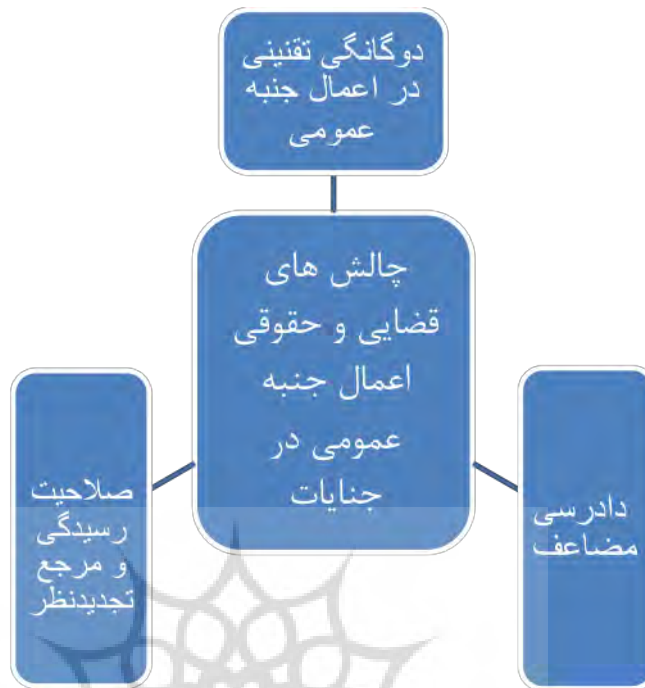 دوگانگی تقنینی
در اعمال جنبه
عمومی
چالش های
قضایی و حقوقی
اعمال جنبه
عمومی در
جنایات
دادرسی
مضاعف
صلاحیت
رسیدگی
و مرجع
تجدیدنظر